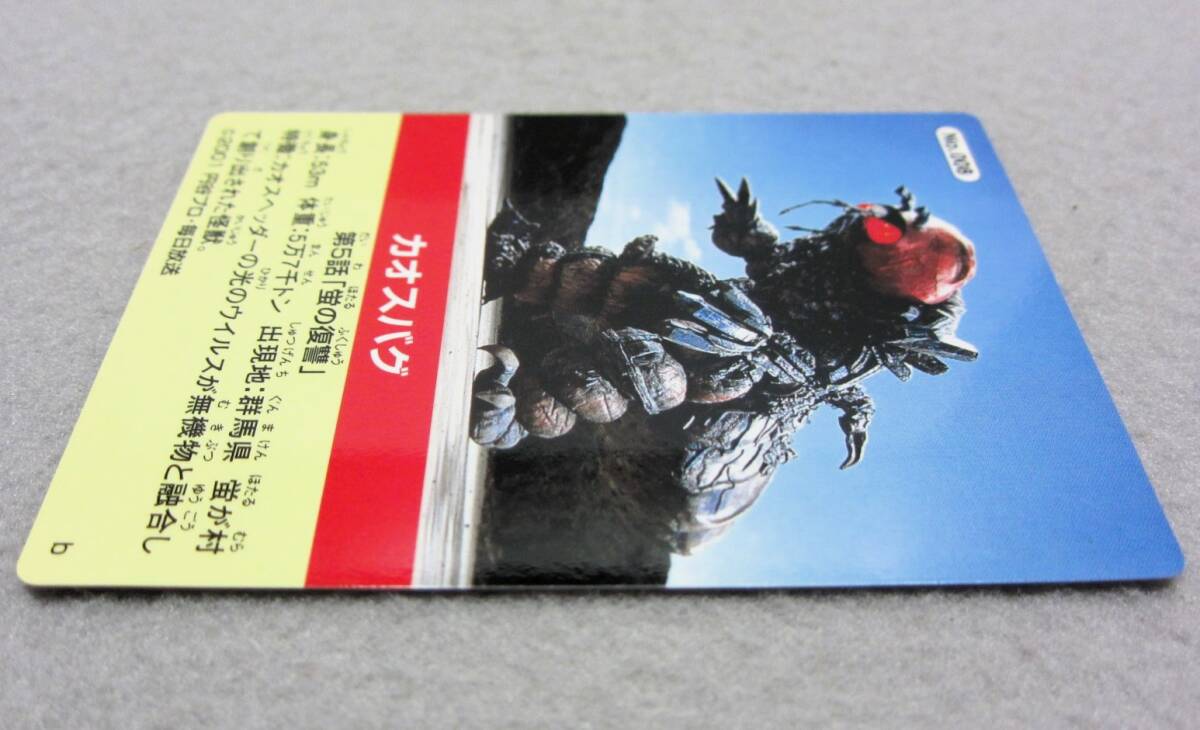 No.008
カオスバグ
第5話「蛍の復讐」
身長:53m 体重:5万7千トン 出現地:群馬県 蛍が村
特徴:カオスヘッダーの光のウイルスが無機物と融合し
て創り出された怪獣。
©2001 円谷プロ・毎日放送
b